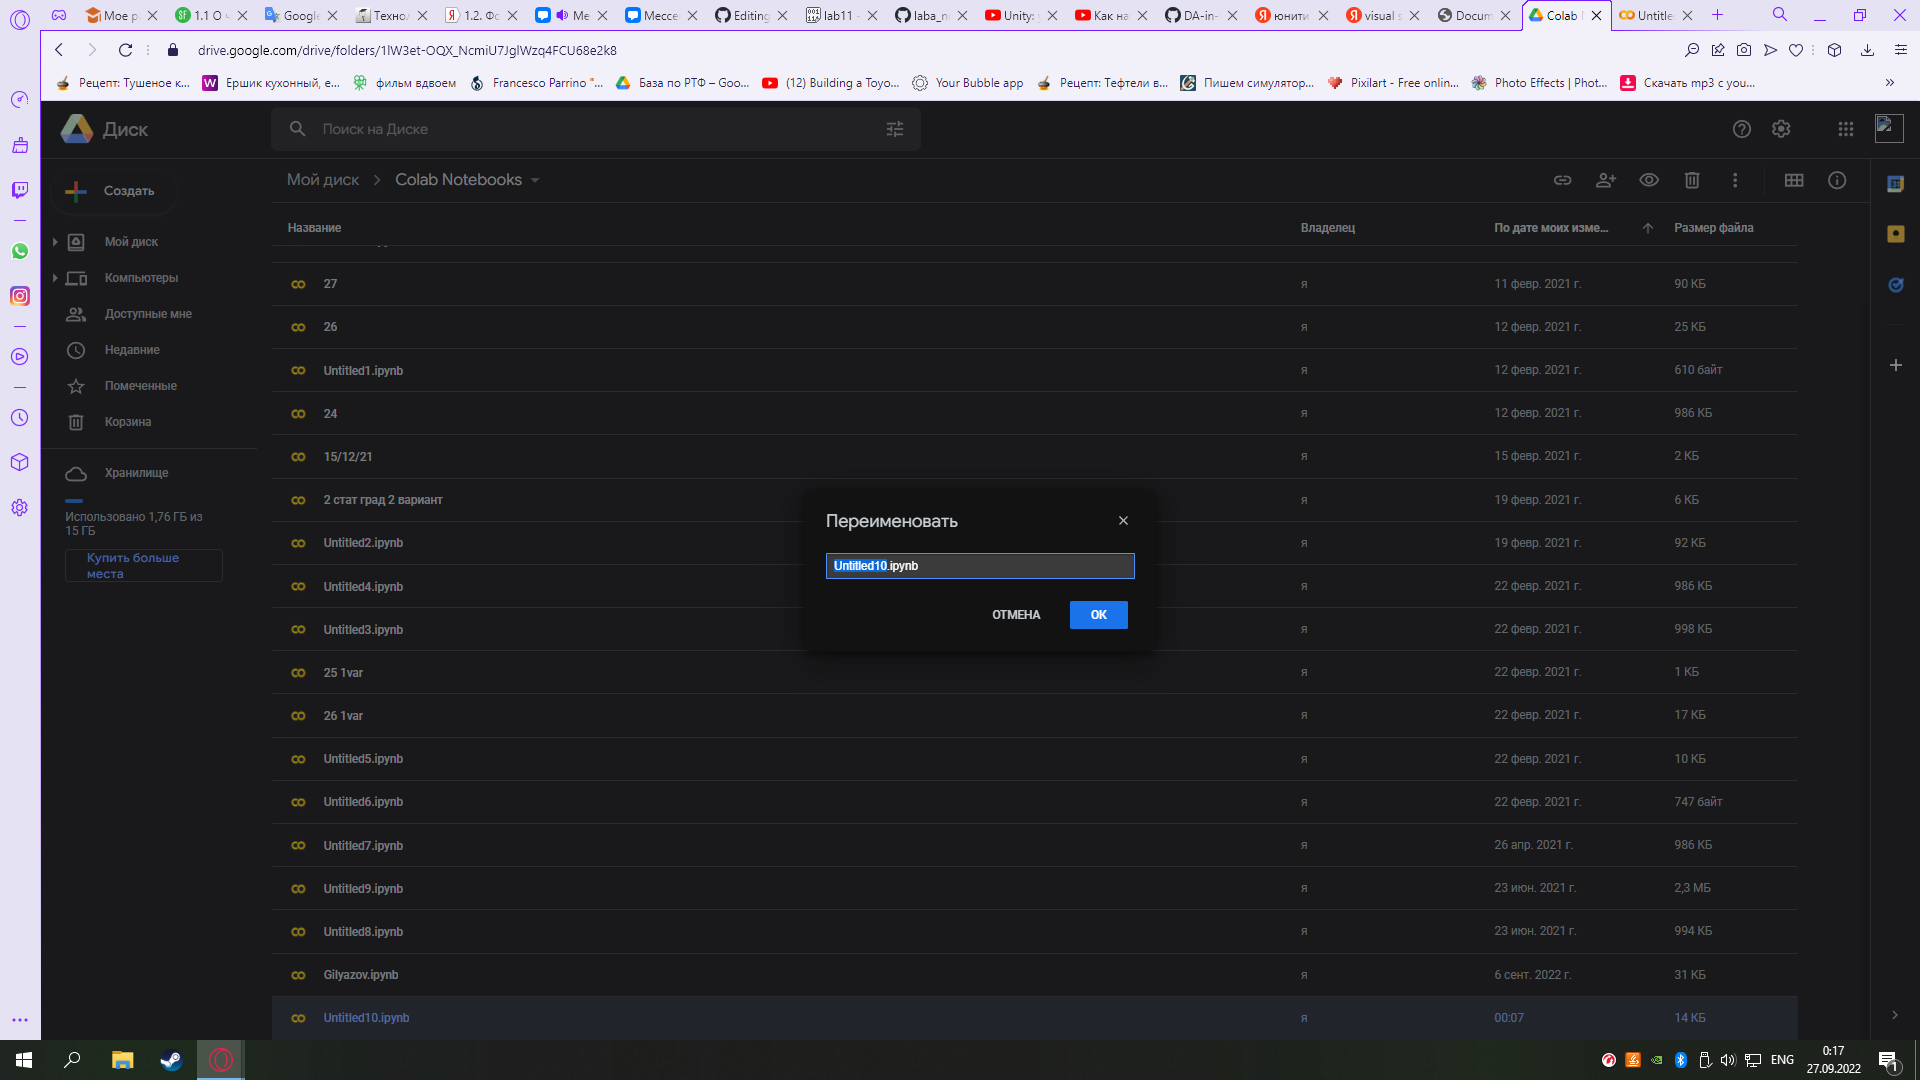 Мое р
1.1 О ч
Google
Технол
1.2. Фо
Ме
Мессе
Editing
lab11 -
laba_na
Unity: y
Как на
DA-in-
юнити
visual s
Docum
Colab
Untitle
drive.google.com/drive/folders/1lW3et-OQX_NcmiU7JglWzq4FCU68e2k8
Рецепт: Тушеное к...
Ершик кухонный, е...
фильм вдвоем
Francesco Parrino "...
База по РТФ – Goo...
(12) Building a Toyo...
Your Bubble app
Рецепт: Тефтели в...
Пишем симулятор...
Pixilart - Free onlin...
Photo Effects | Phot...
Скачать mp3 с you...
Диск
Поиск на Диске
Создать
Мой диск
Компьютеры
Доступные мне
Недавние
Помеченные
Корзина
Хранилище
Использовано 1,76 ГБ из
15 ГБ
Купить больше
места
Мой диск > Colab Notebooks
Название Владелец По дате моих изме... Размер файла
27 я 11 февр. 2021 г. 90 КБ
26 я 12 февр. 2021 г. 25 КБ
Untitled1.ipynb я 12 февр. 2021 г. 610 байт
24 я 12 февр. 2021 г. 986 КБ
15/12/21 я 15 февр. 2021 г. 2 КБ
2 стат град 2 вариант я 19 февр. 2021 г. 6 КБ
Untitled2.ipynb я 19 февр. 2021 г. 92 КБ
Untitled4.ipynb я 22 февр. 2021 г. 986 КБ
Untitled3.ipynb я 22 февр. 2021 г. 998 КБ
25 1var я 22 февр. 2021 г. 1 КБ
26 1var я 22 февр. 2021 г. 17 КБ
Untitled5.ipynb я 22 февр. 2021 г. 10 КБ
Untitled6.ipynb я 22 февр. 2021 г. 747 байт
Untitled7.ipynb я 26 апр. 2021 г. 986 КБ
Untitled9.ipynb я 23 июн. 2021 г. 2,3 МБ
Untitled8.ipynb я 23 июн. 2021 г. 994 КБ
Gilyazov.ipynb я 6 сент. 2022 г. 31 КБ
Untitled10.ipynb я 00:07 14 КБ
Переименовать
Untitled10.ipynb
ОТМЕНА
ОК
ENG
0:17
27.09.2022
1